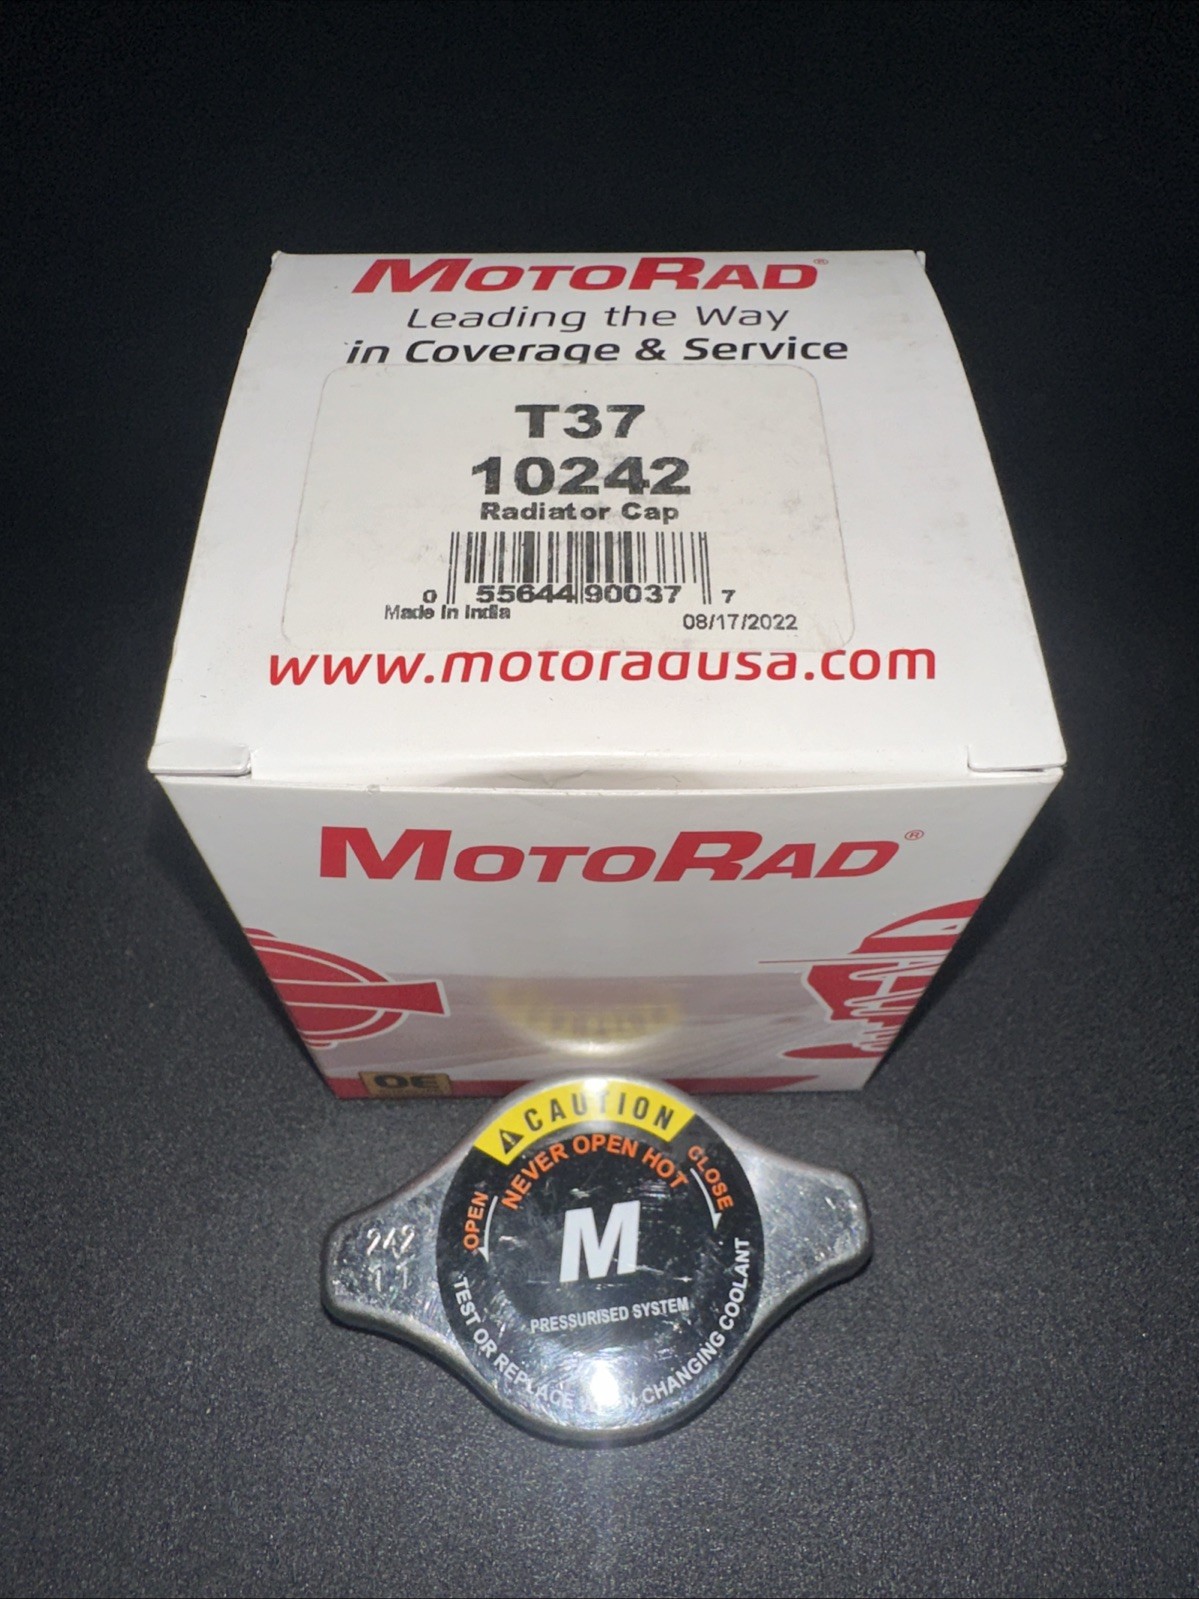 MOTORAD®
Leading the Way
in Coverage & Service
T37
10242
Radiator Cap
0 55644 90037 7
Made In India
08/17/2022
www.motoradusa.com
MOTORAD®
OE
CAUTION
NEVER OPEN HOT
OPEN
CLOSE
M
PRESSURISED SYSTEM
TEST OR REPLACE CHANGING COOLANT
242
11